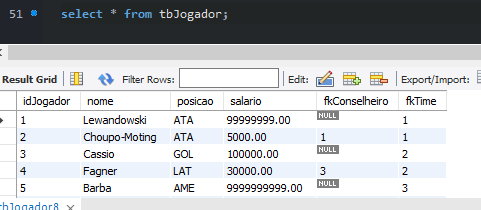 51 select * from tbJogador;
Result Grid Filter Rows: Edit: Export/Import:
idJogador nome posicao salario fkConselheiro fkTime
1 Lewandowski ATA 99999999.00 NULL 1
2 Choupo-Moting ATA 5000.00 1 1
3 Cassio GOL 100000.00 NULL 2
4 Fagner LAT 30000.00 3 2
5 Barba AME 9999999999.00 NULL 3
tbJogador8